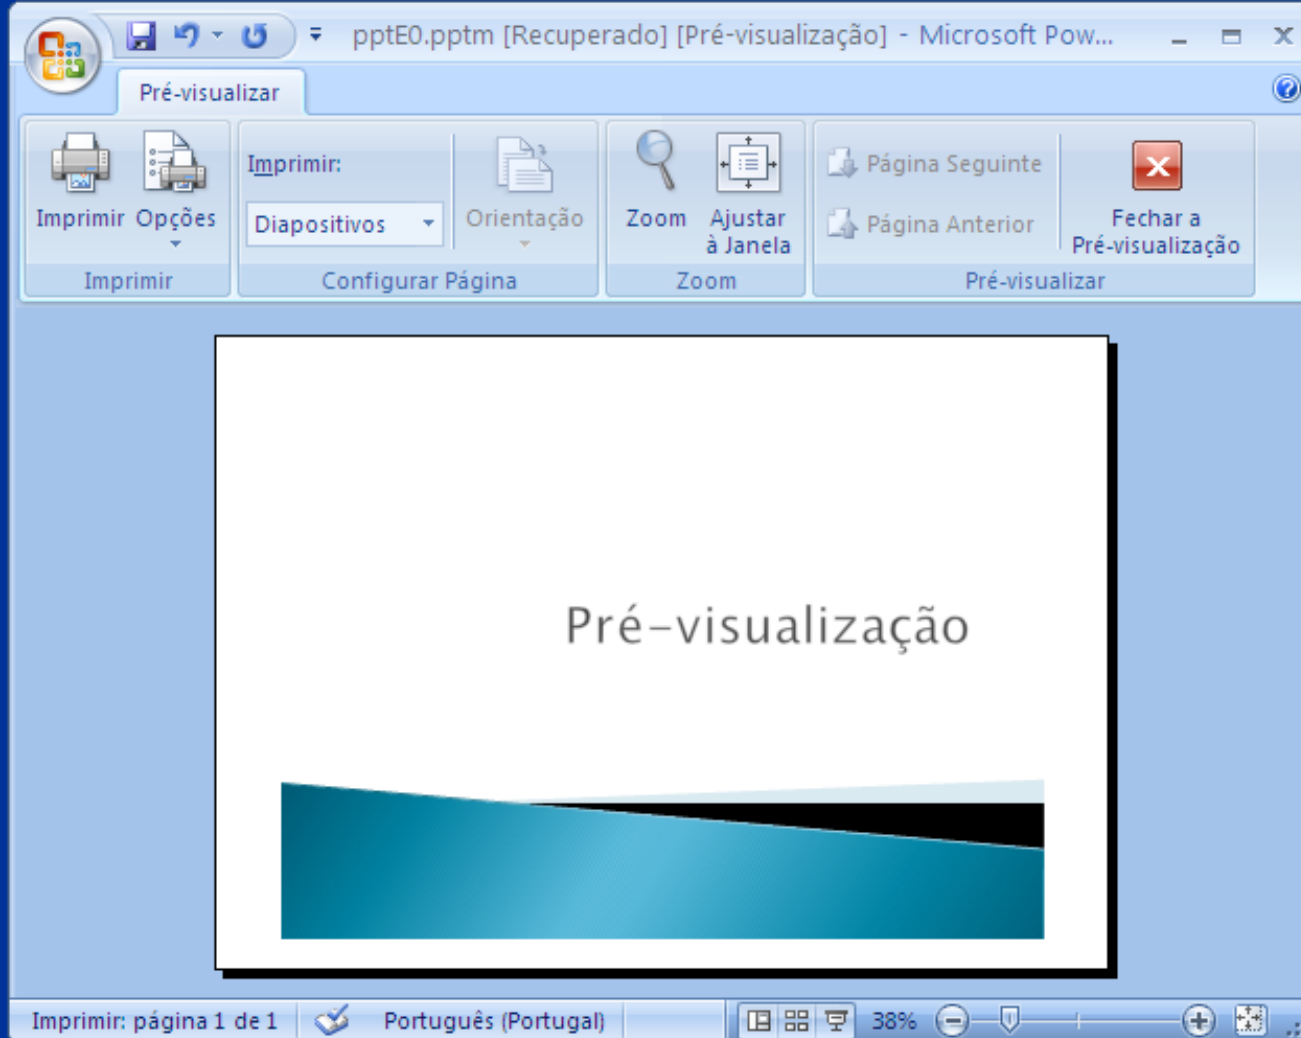 pptE0.pptm [Recuperado] [Pré-visualização] - Microsoft Pow...
Pré-visualizar
Imprimir
Opções
Imprimir
Imprimir:
Diapositivos
Orientação
Configurar Página
Zoom
Ajustar
à Janela
Zoom
Página Seguinte
Página Anterior
Fechar a
Pré-visualização
Pré-visualizar
Pré-visualização
Imprimir: página 1 de 1
Português (Portugal)
38%